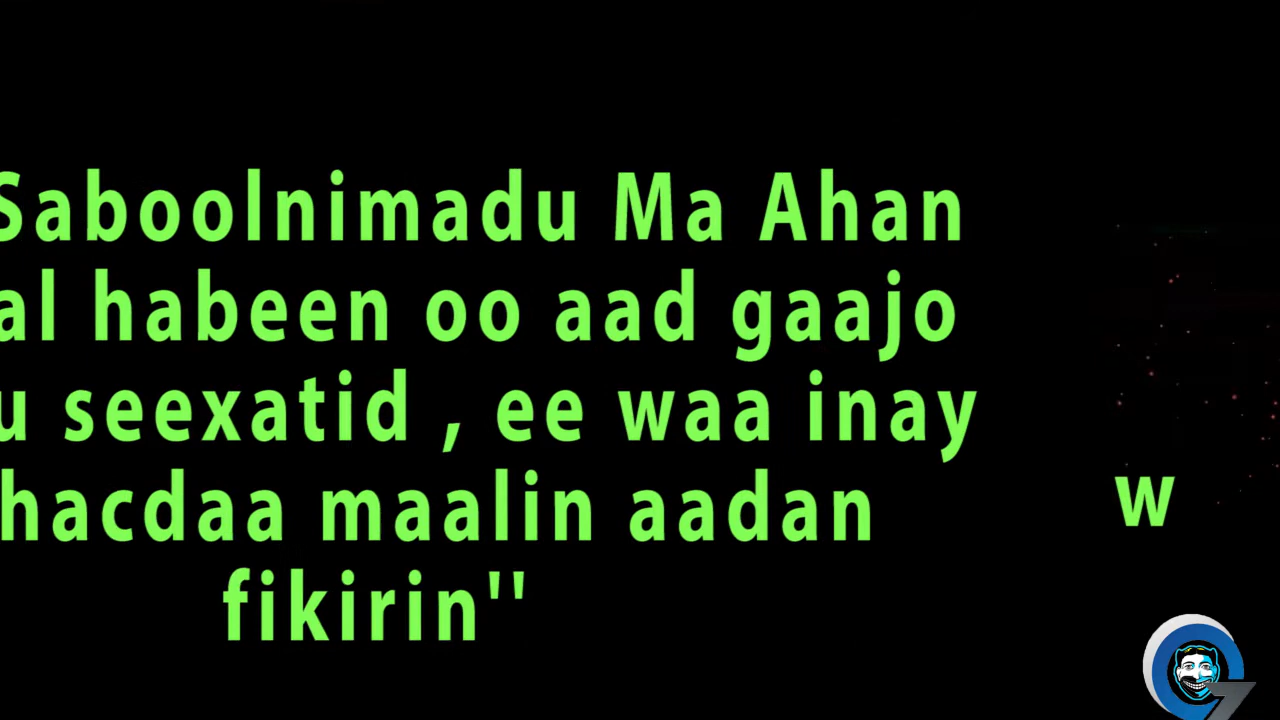 Saboolnimadu Ma Ahan
al habeen oo aad gaajo
u seexatid , ee waa inay
hacdaa maalin aadan
fikirin''
w